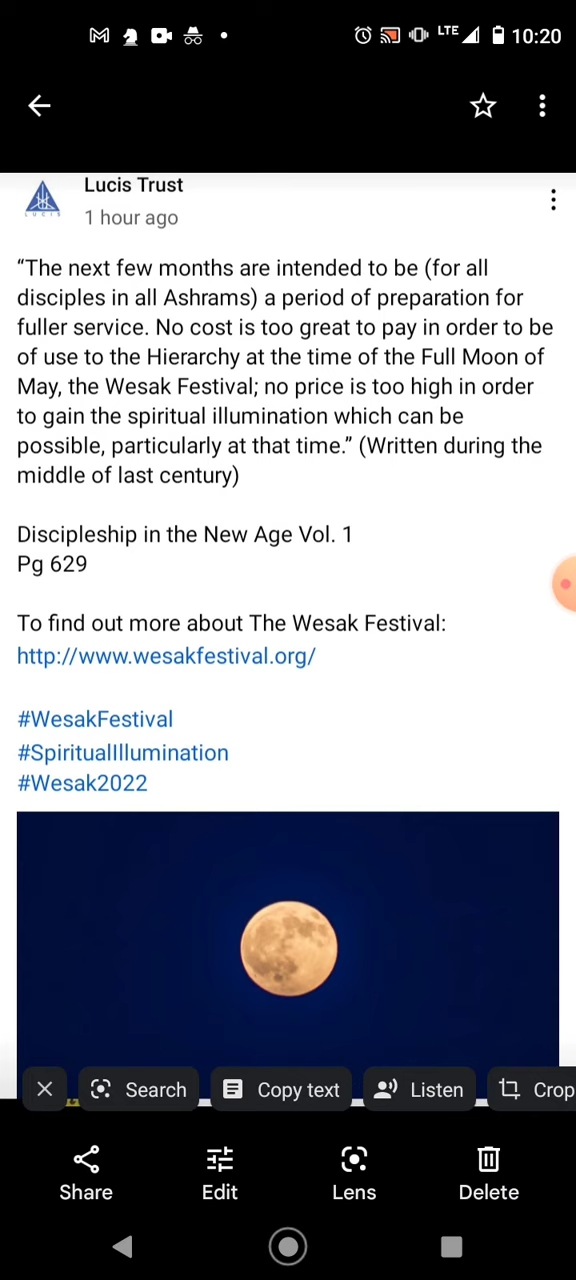 LTE 10:20
Lucis Trust
LUCIS
1 hour ago
“The next few months are intended to be (for all
disciples in all Ashrams) a period of preparation for
fuller service. No cost is too great to pay in order to be
of use to the Hierarchy at the time of the Full Moon of
May, the Wesak Festival; no price is too high in order
to gain the spiritual illumination which can be
possible, particularly at that time.” (Written during the
middle of last century)
Discipleship in the New Age Vol. 1
Pg 629
To find out more about The Wesak Festival:
http://www.wesakfestival.org/
#WesakFestival
#SpiritualIllumination
#Wesak2022
Search Copy text Listen Crop
Share Edit Lens Delete